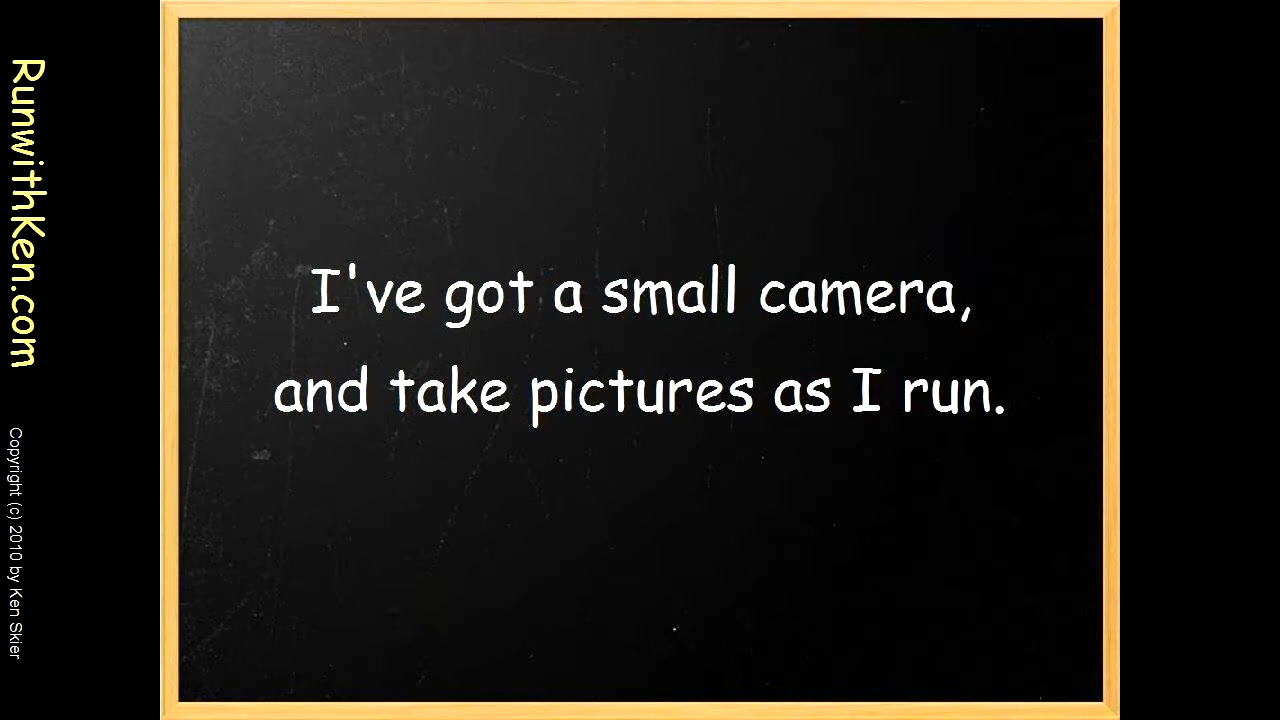 I've got a small camera,
and take pictures as I run.
RunwithKen.com
Copyright (c) 2010 by Ken Skier